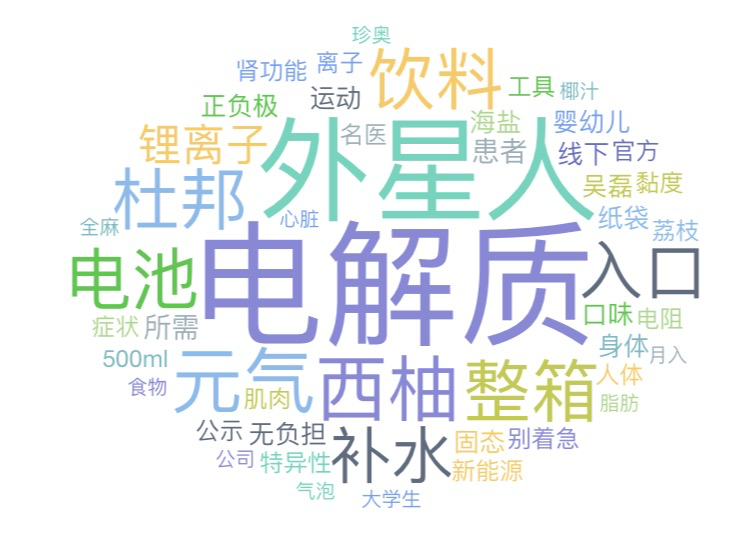 珍奥
肾功能
离子
饮料
工具
椰汁
正负极
运动
锂离子
外星人
名医
海盐
患者
婴幼儿
线下
官方
杜邦
吴磊
黏度
全麻
心脏
纸袋
荔枝
电池
电解质
入口
症状
所需
口味
电阻
500ml
元气
西柚
整箱
身体
月入
食物
肌肉
人体
脂肪
公示
无负担
补水
固态
别着急
公司
特异性
新能源
气泡
大学生